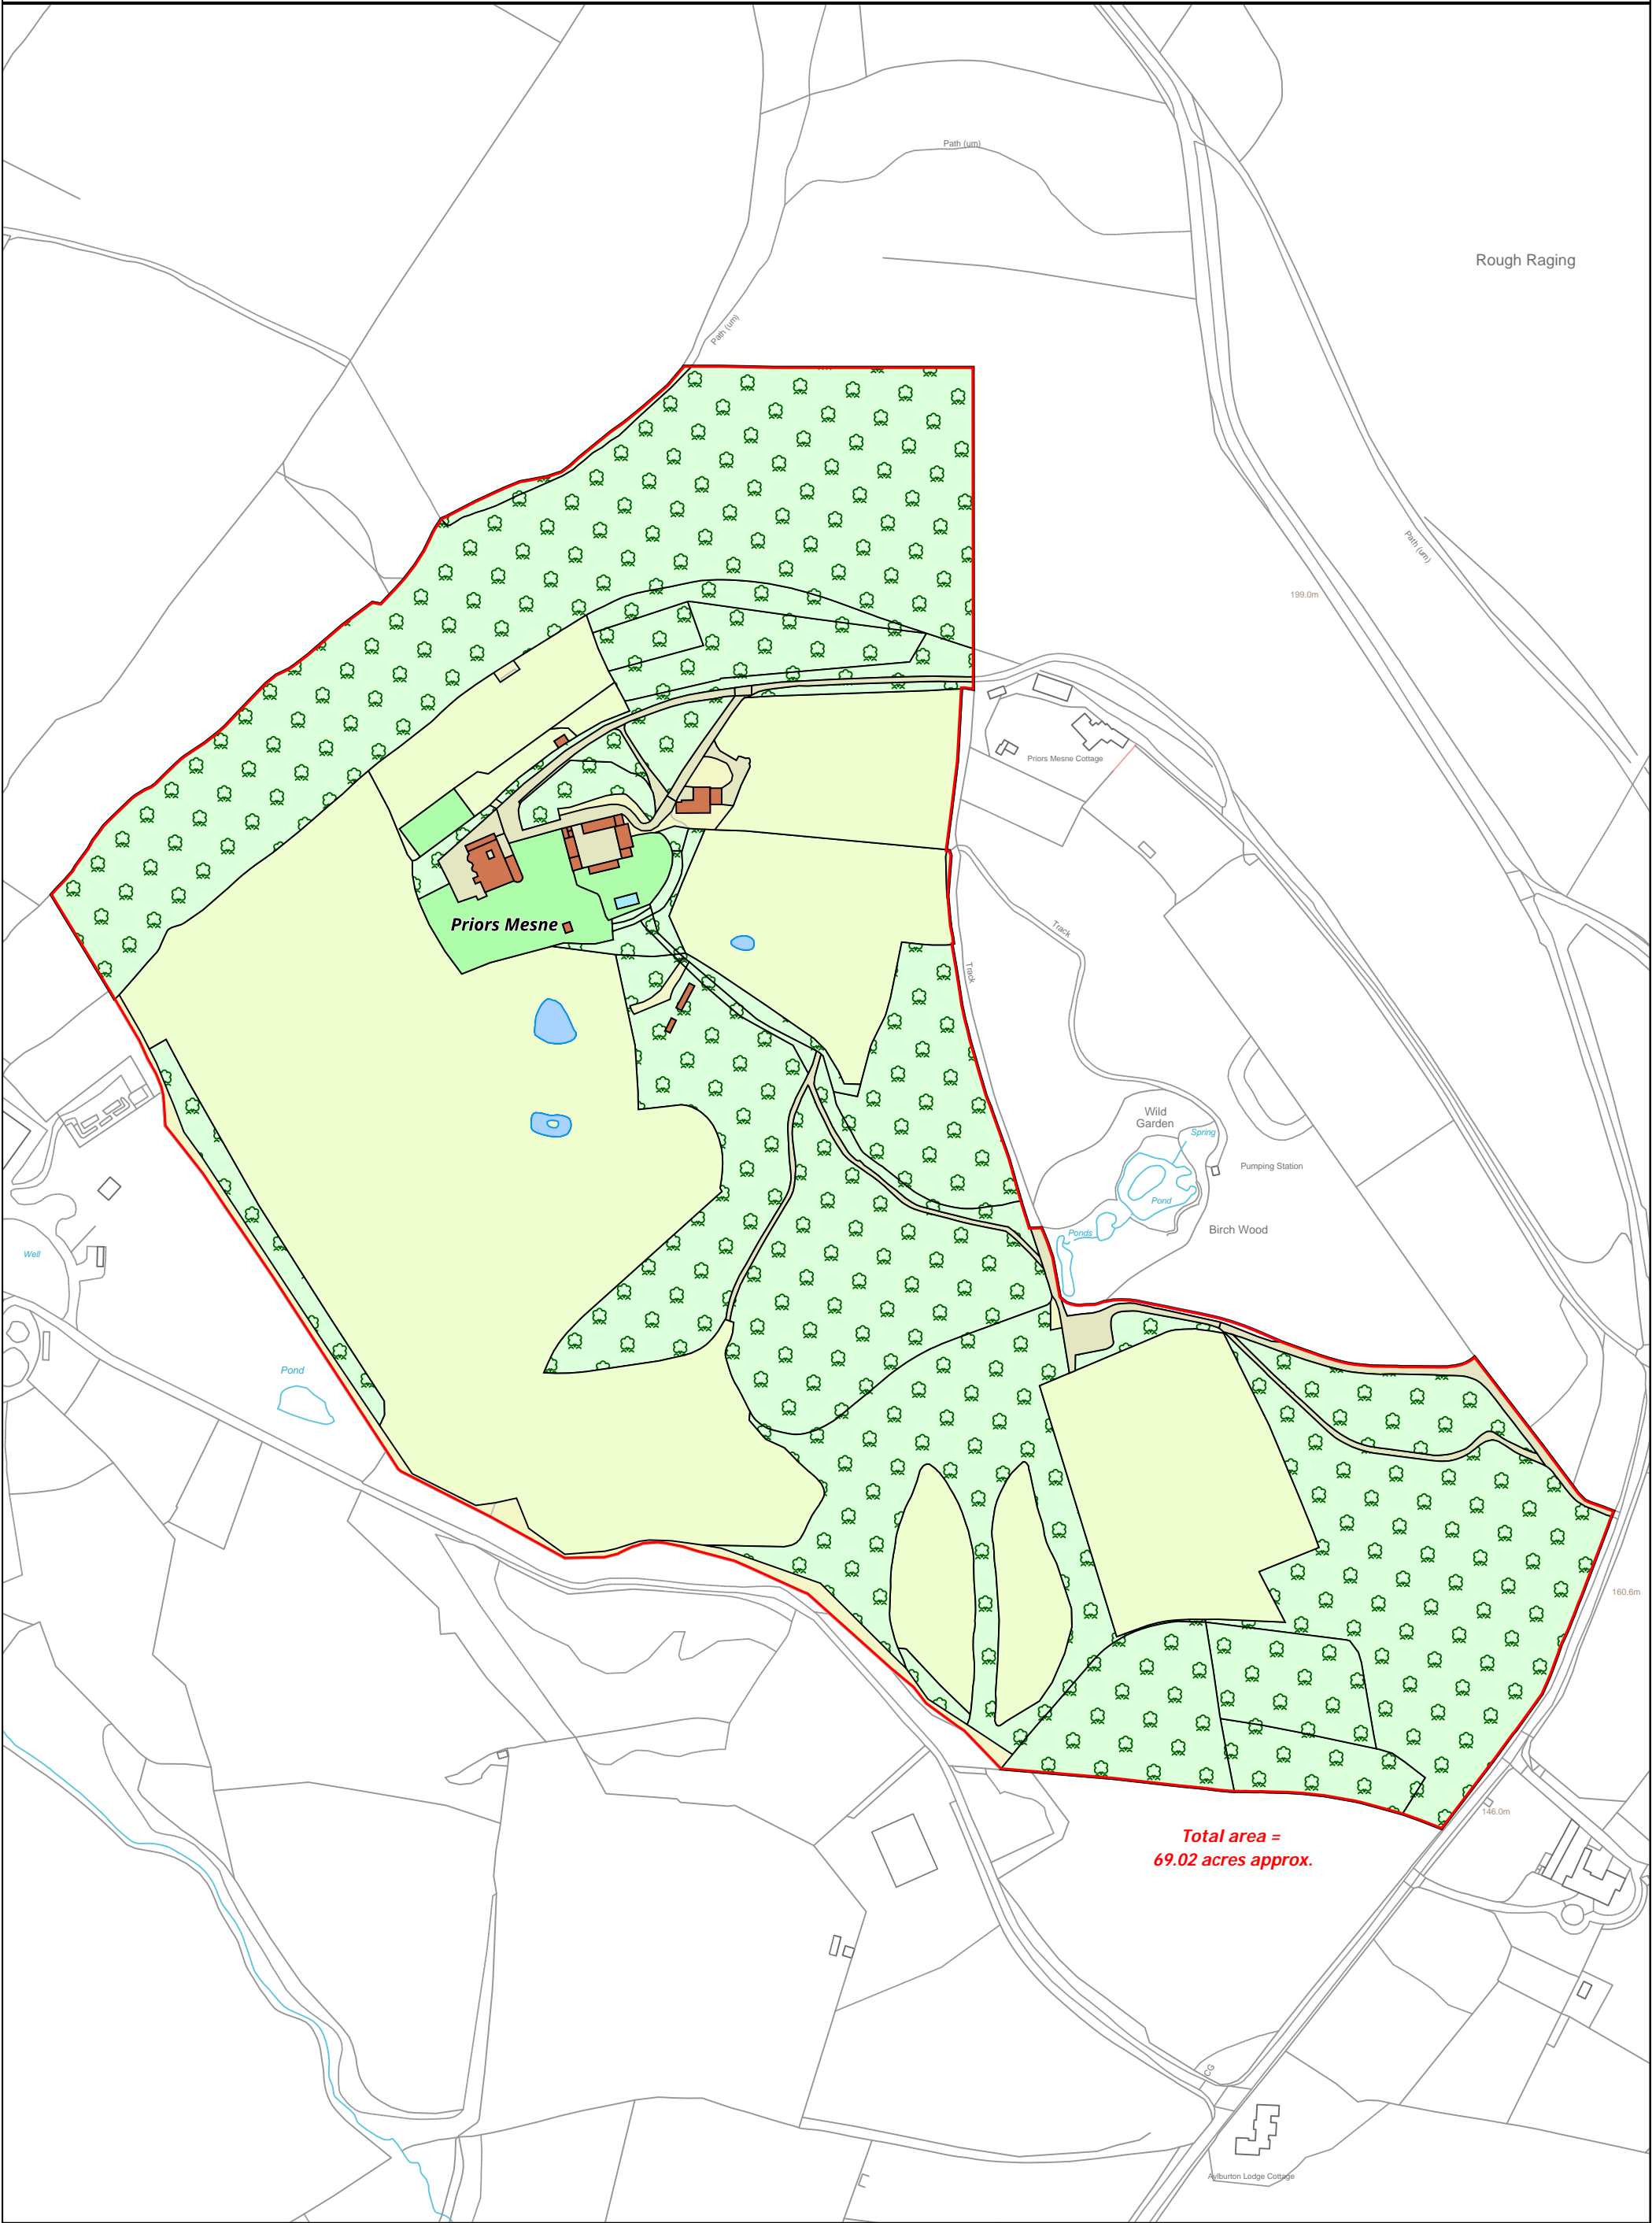 Path (um)
Rough Raging
Path (um)
Path (um)
199.0m
Priors Mesne Cottage
Priors Mesne
Track
Track
Wild
Garden
Spring
Pumping Station
Pond
Birch Wood
Ponds
Well
Pond
160.6m
146.0m
Total area =
69.02 acres approx.
CG
Aylburton Lodge Cottage